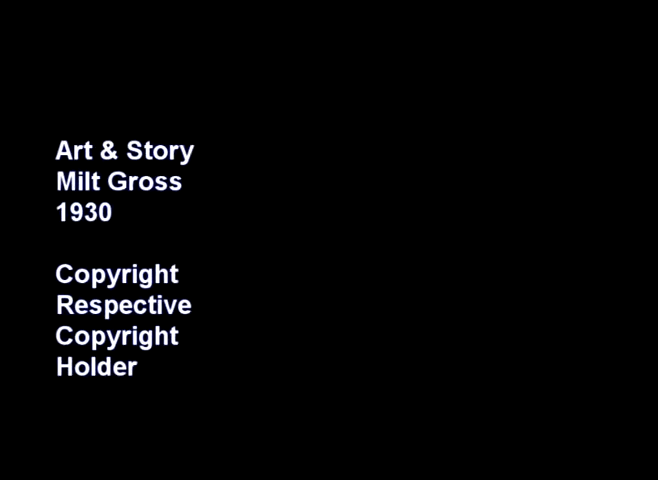 Art & Story
Milt Gross
1930
Copyright
Respective
Copyright
Holder